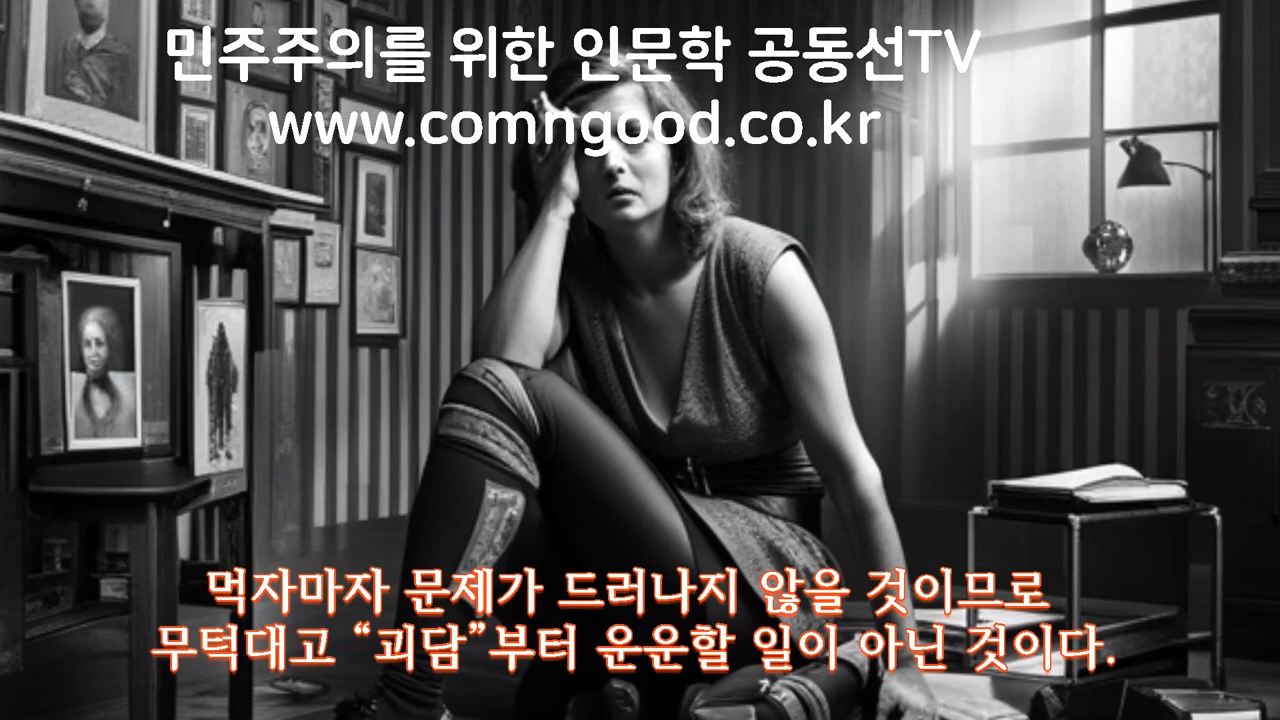 민주주의를 위한 인문학 공동선TV
www.comngood.co.kr
먹자마자 문제가 드러나지 않을 것이므로
무턱대고 “괴담”부터 운운할 일이 아닌 것이다.